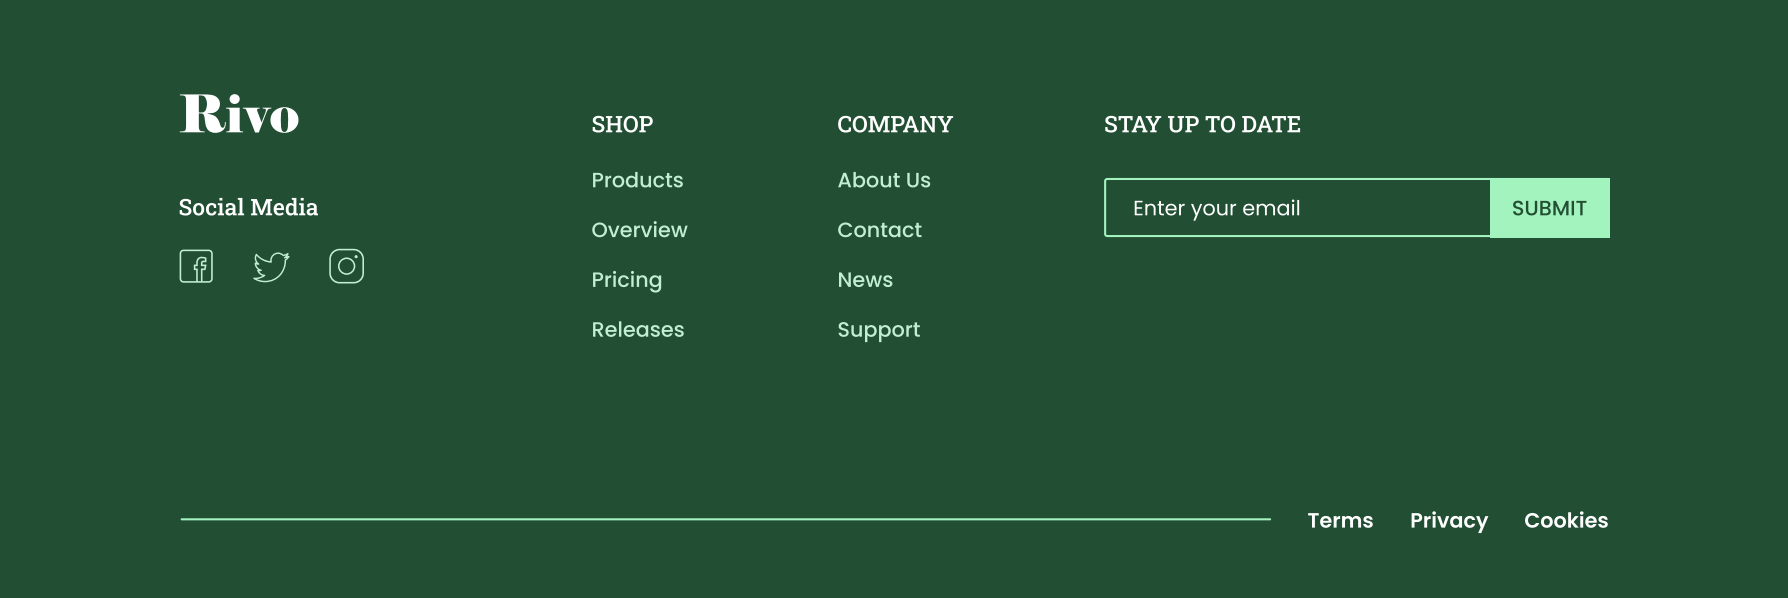 Rivo
Social Media
SHOP
Products
Overview
Pricing
Releases
COMPANY
About Us
Contact
News
Support
STAY UP TO DATE
Enter your email
SUBMIT
Terms
Privacy
Cookies